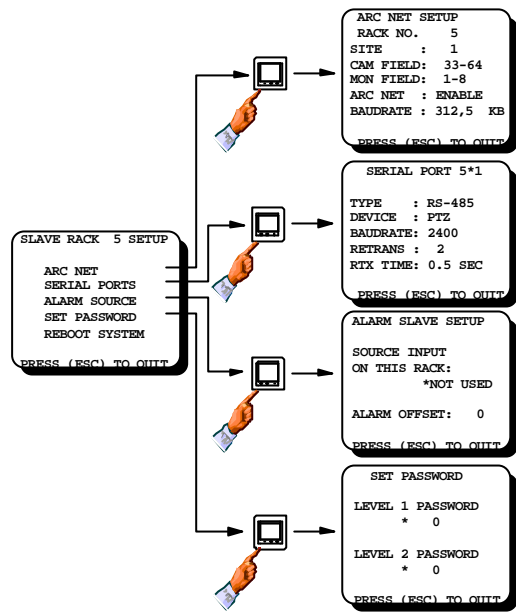 SLAVE RACK 5 SETUP
ARC NET
SERIAL PORTS
ALARM SOURCE
SET PASSWORD
REBOOT SYSTEM
PRESS (ESC) TO QUIT
ARC NET SETUP
RACK NO. 5
SITE : 1
CAM FIELD: 33-64
MON FIELD: 1-8
ARC NET : ENABLE
BAUDRATE : 312,5 KB
PRESS (ESC) TO QUIT
SERIAL PORT 5*1
TYPE : RS-485
DEVICE : PTZ
BAUDRATE: 2400
RETRANS : 2
RTX TIME: 0.5 SEC
PRESS (ESC) TO QUIT
ALARM SLAVE SETUP
SOURCE INPUT
ON THIS RACK:
*NOT USED
ALARM OFFSET: 0
PRESS (ESC) TO QUIT
SET PASSWORD
LEVEL 1 PASSWORD
* 0
LEVEL 2 PASSWORD
* 0
PRESS (ESC) TO QUIT